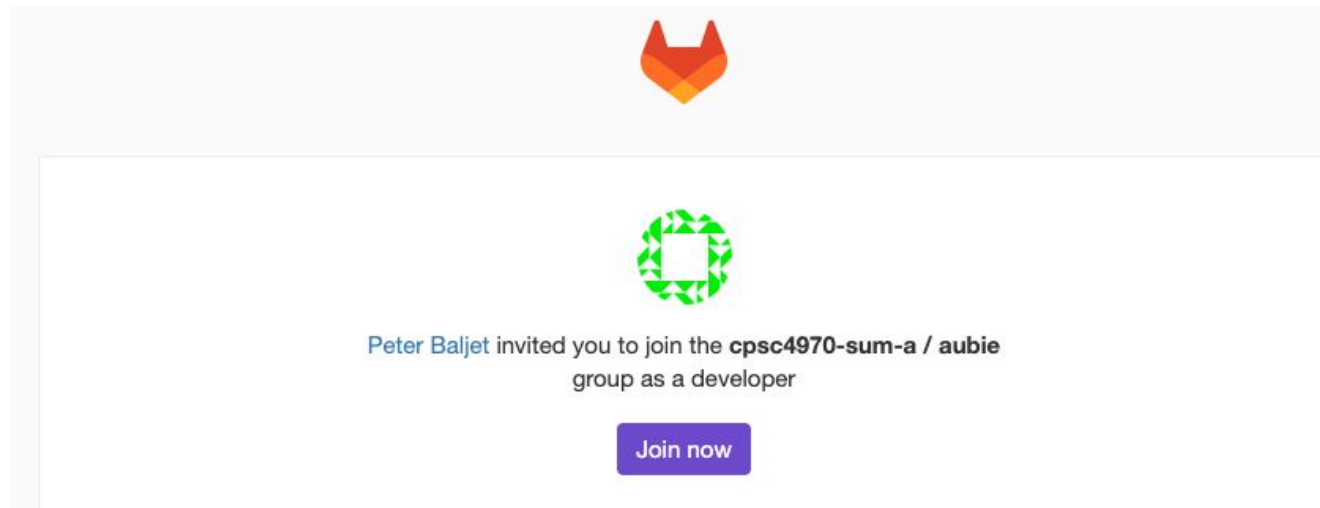 Peter Baljet invited you to join the cpsc4970-sum-a / aubie
group as a developer
Join now